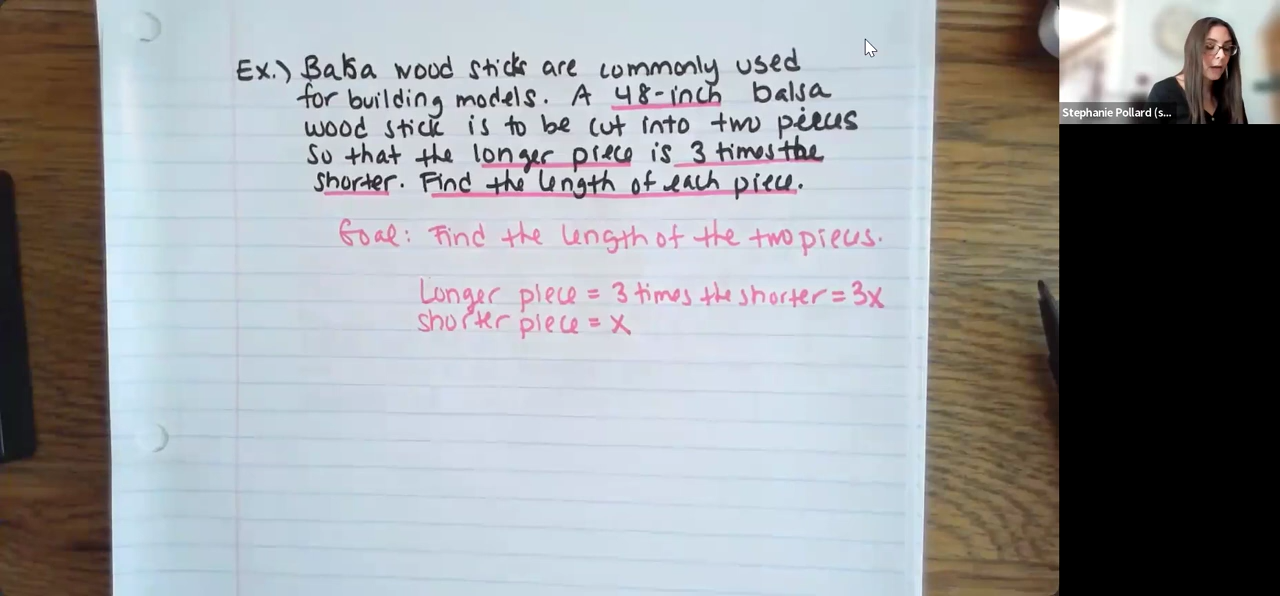 Ex.) Balsa wood sticks are commonly used
for building models. A 48-inch balsa
wood stick is to be cut into two pieces
so that the longer piece is 3 times the
shorter. Find the length of each piece.
Goal: Find the length of the two pieces.
Longer piece = 3 times the shorter = 3x
shorter piece = x
Stephanie Pollard (s...